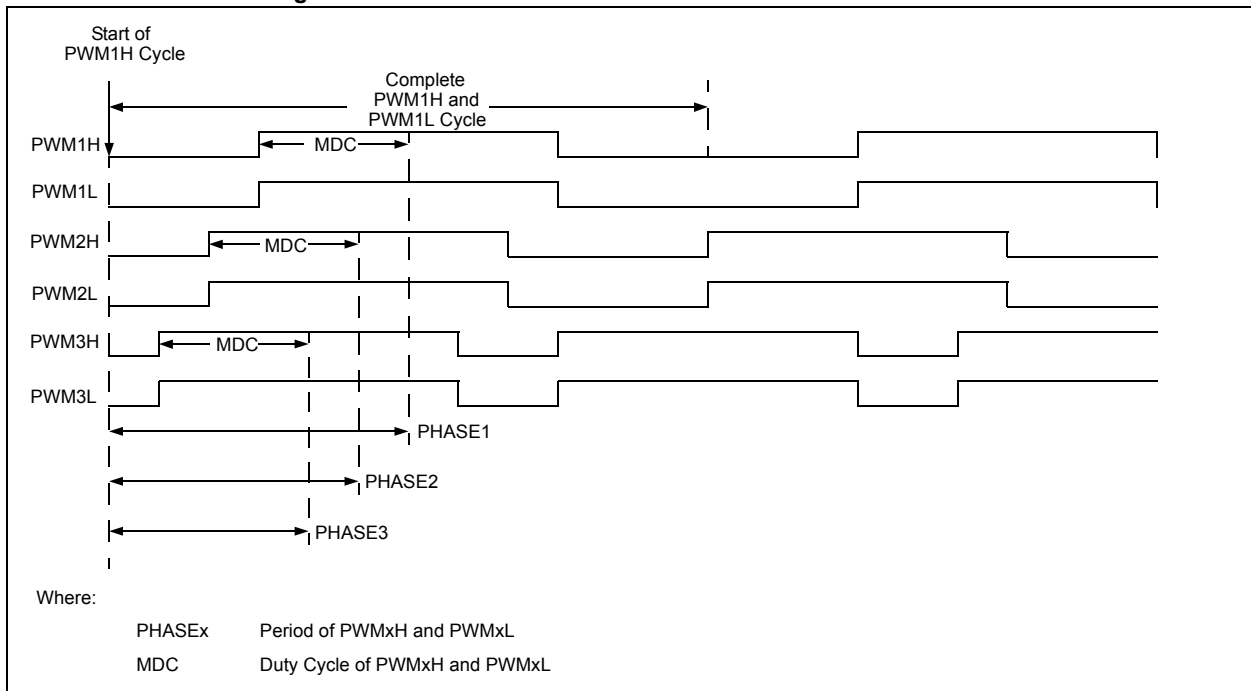 Start of
PWM1H Cycle
Complete
PWM1H and
PWM1L Cycle
PWM1H
MDC
PWM1L
PWM2H
MDC
PWM2L
PWM3H
MDC
PWM3L
PHASE1
PHASE2
PHASE3
Where:
PHASEx Period of PWMxH and PWMxL
MDC Duty Cycle of PWMxH and PWMxL